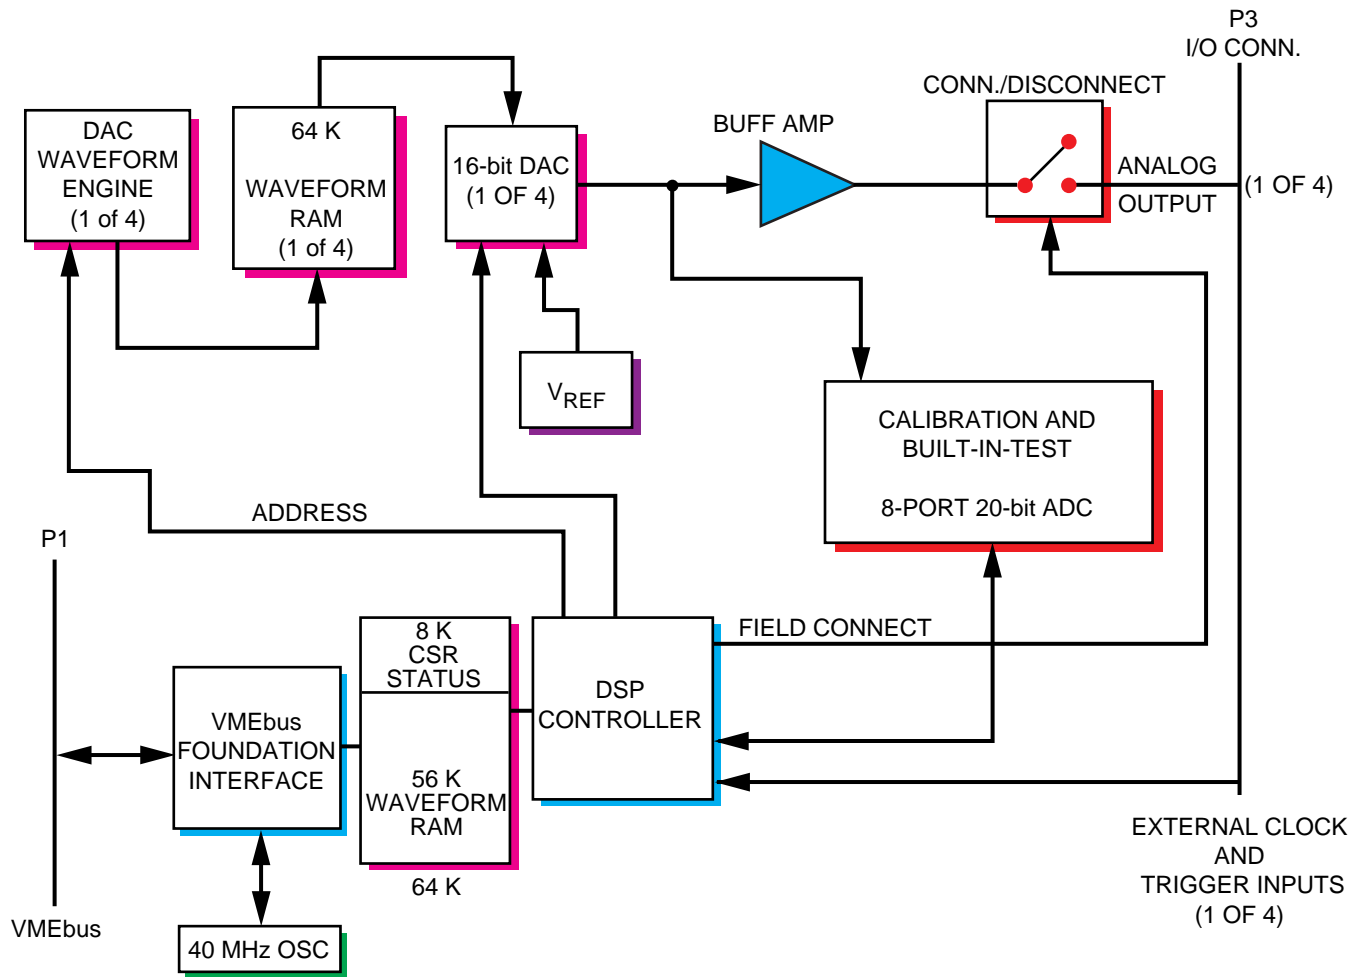 P3
I/O CONN.
CONN./DISCONNECT
BUFF AMP
DAC
WAVEFORM
ENGINE
(1 of 4)
64 K
WAVEFORM
RAM
(1 of 4)
16-bit DAC
(1 OF 4)
ANALOG
OUTPUT
(1 OF 4)
VREF
CALIBRATION AND
BUILT-IN-TEST
8-PORT 20-bit ADC
ADDRESS
P1
FIELD CONNECT
8 K
CSR
STATUS
DSP
CONTROLLER
VMEbus
FOUNDATION
INTERFACE
56 K
WAVEFORM
RAM
64 K
EXTERNAL CLOCK
AND
TRIGGER INPUTS
(1 OF 4)
VMEbus
40 MHz OSC